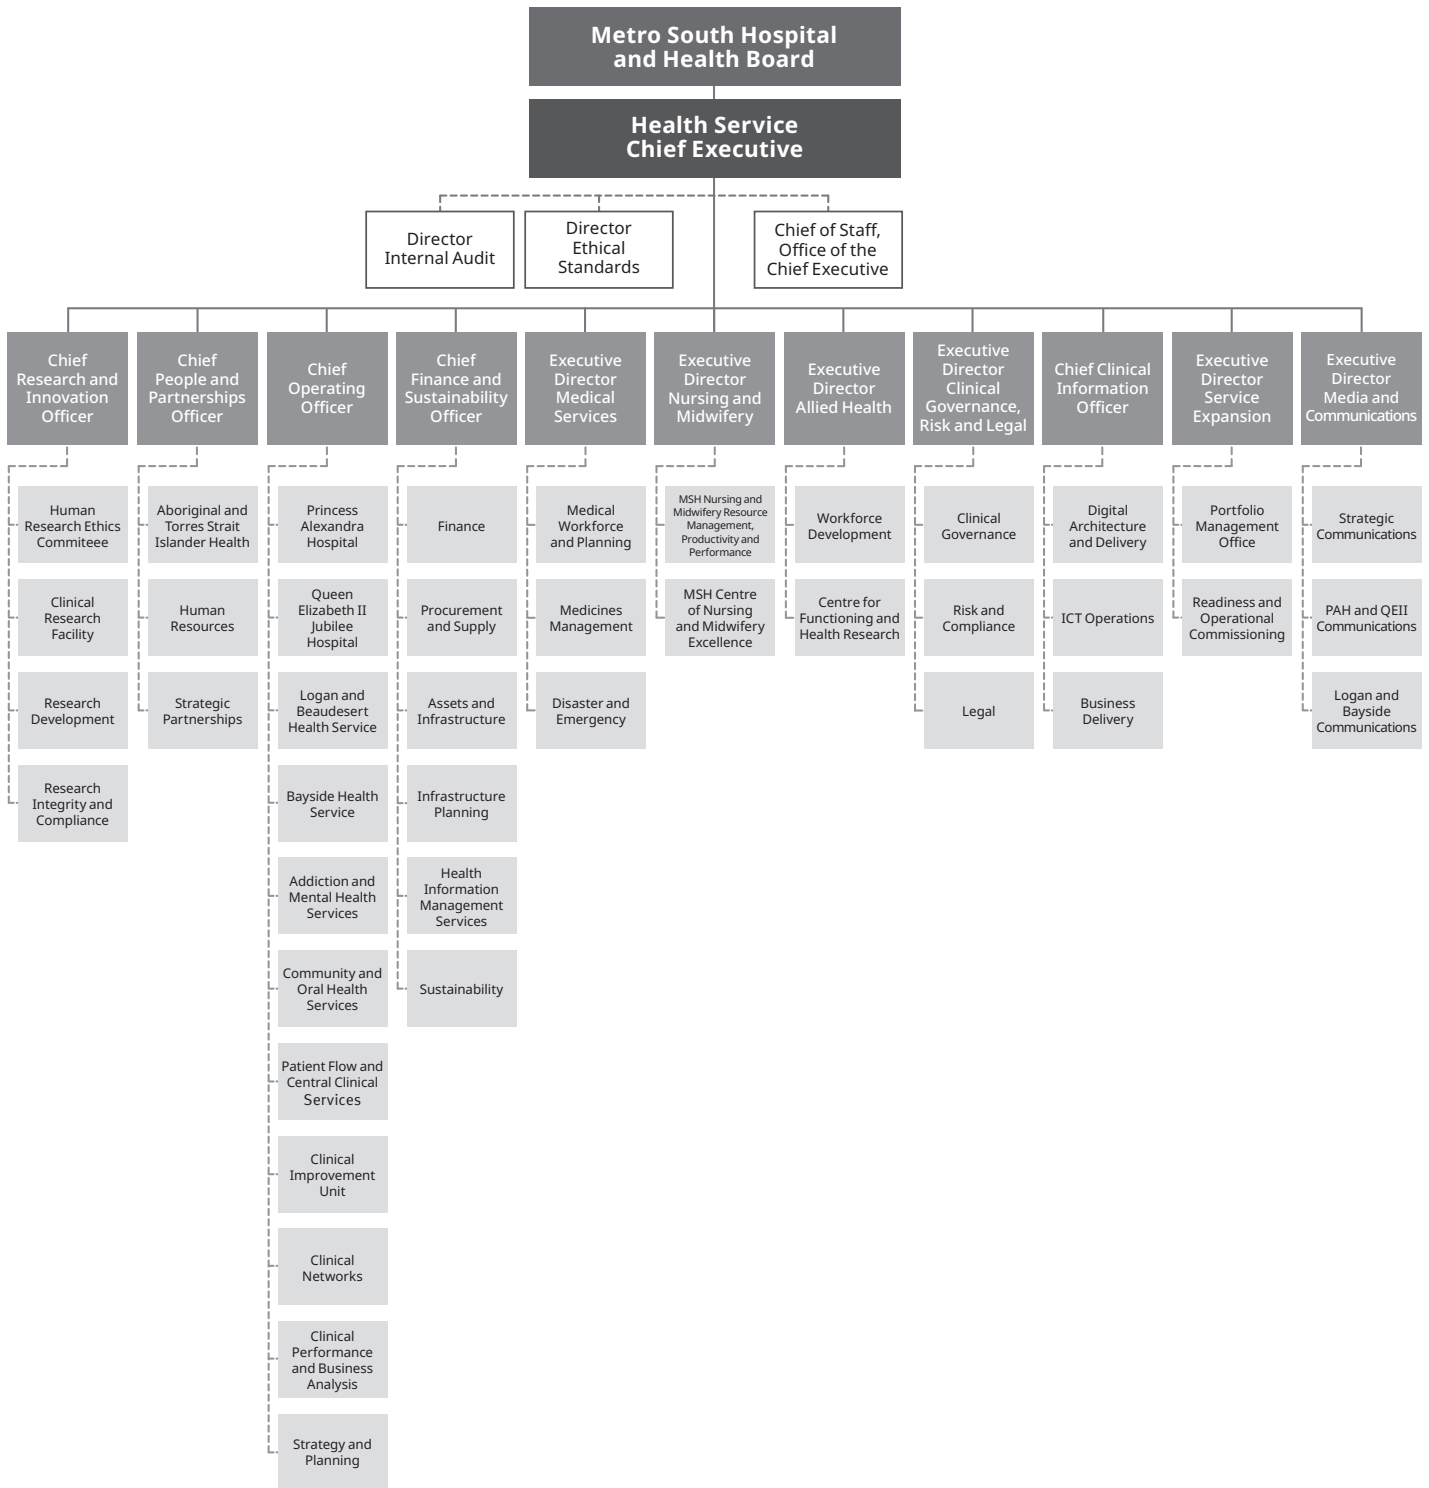 Metro South Hospital
and Health Board
Health Service
Chief Executive
Director
Internal Audit
Director
Ethical
Standards
Chief of Staff,
Office of the
Chief Executive
Chief
Research and
Innovation
Officer
Chief
People and
Partnerships
Officer
Chief
Operating
Officer
Chief
Finance and
Sustainability
Officer
Executive
Director
Medical
Services
Executive
Director
Nursing and
Midwifery
Executive
Director
Allied Health
Executive
Director
Clinical
Governance,
Risk and Legal
Chief Clinical
Information
Officer
Executive
Director
Service
Expansion
Executive
Director
Media and
Communications
Human
Research Ethics
Commiteee
Clinical
Research
Facility
Research
Development
Research
Integrity and
Compliance
Aboriginal and
Torres Strait
Islander Health
Human
Resources
Strategic
Partnerships
Princess
Alexandra
Hospital
Queen
Elizabeth II
Jubilee
Hospital
Logan and
Beaudesert
Health Service
Bayside Health
Service
Addiction and
Mental Health
Services
Community and
Oral Health
Services
Patient Flow and
Central Clinical
Services
Clinical
Improvement
Unit
Clinical
Networks
Clinical
Performance
and Business
Analysis
Strategy and
Planning
Finance
Procurement
and Supply
Assets and
Infrastructure
Infrastructure
Planning
Health
Information
Management
Services
Sustainability
Medical
Workforce
and Planning
Medicines
Management
Disaster and
Emergency
MSH Nursing and
Midwifery Resource
Management,
Productivity and
Performance
MSH Centre
of Nursing
and Midwifery
Excellence
Workforce
Development
Centre for
Functioning and
Health Research
Clinical
Governance
Risk and
Compliance
Legal
Digital
Architecture
and Delivery
ICT Operations
Business
Delivery
Portfolio
Management
Office
Readiness and
Operational
Commissioning
Strategic
Communications
PAH and QEII
Communications
Logan and
Bayside
Communications